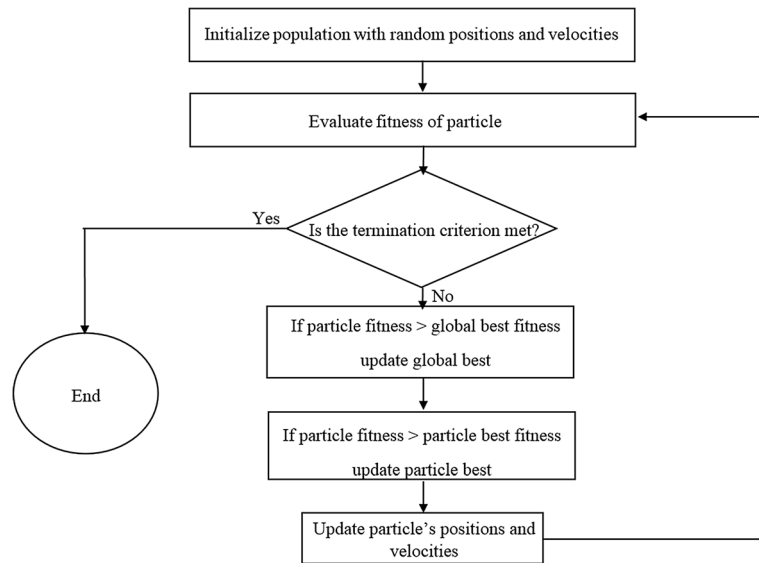 Initialize population with random positions and velocities
Evaluate fitness of particle
Is the termination criterion met?
Yes
No
If particle fitness > global best fitness
update global best
End
If particle fitness > particle best fitness
update particle best
Update particle's positions and
velocities